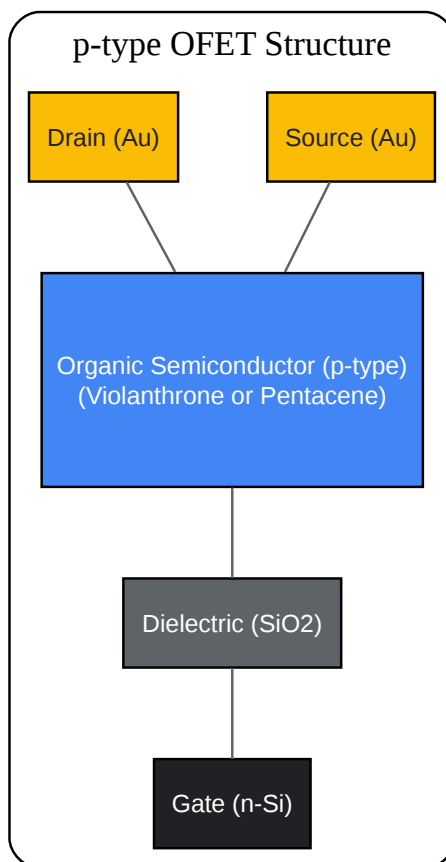 p-type OFET Structure
Drain (Au)
Source (Au)
Organic Semiconductor (p-type)
(Violanthrone or Pentacene)
Dielectric (SiO2)
Gate (n-Si)